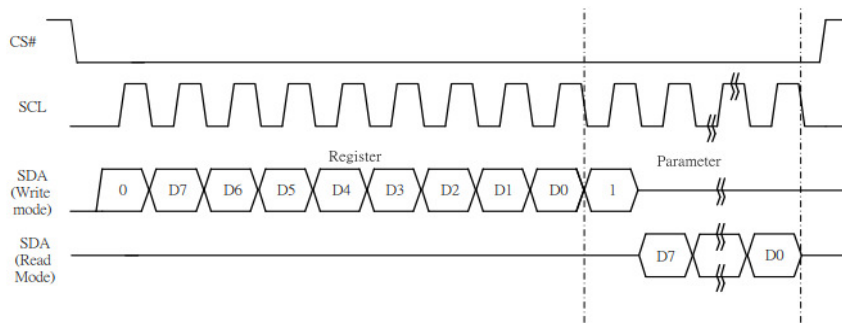 CS#
SCL
Register
Parameter
SDA
(Write
mode)
0 D7 D6 D5 D4 D3 D2 D1 D0 1
SDA
(Read
Mode)
D7 D0